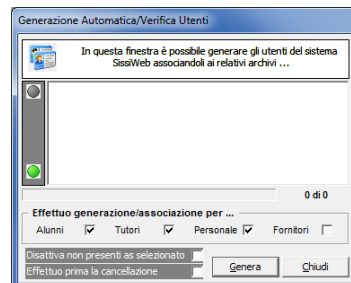 Generazione Automatica/Verifica Utenti
In questa finestra è possibile generare gli utenti del sistema
SissiWeb associandoli ai relativi archivi ...
0 di 0
Effettuo generazione/associazione per ...
Alunni Tutori Personale Fornitori
Disattiva non presenti as selezionato
Effettuo prima la cancellazione
Genera Chiudi